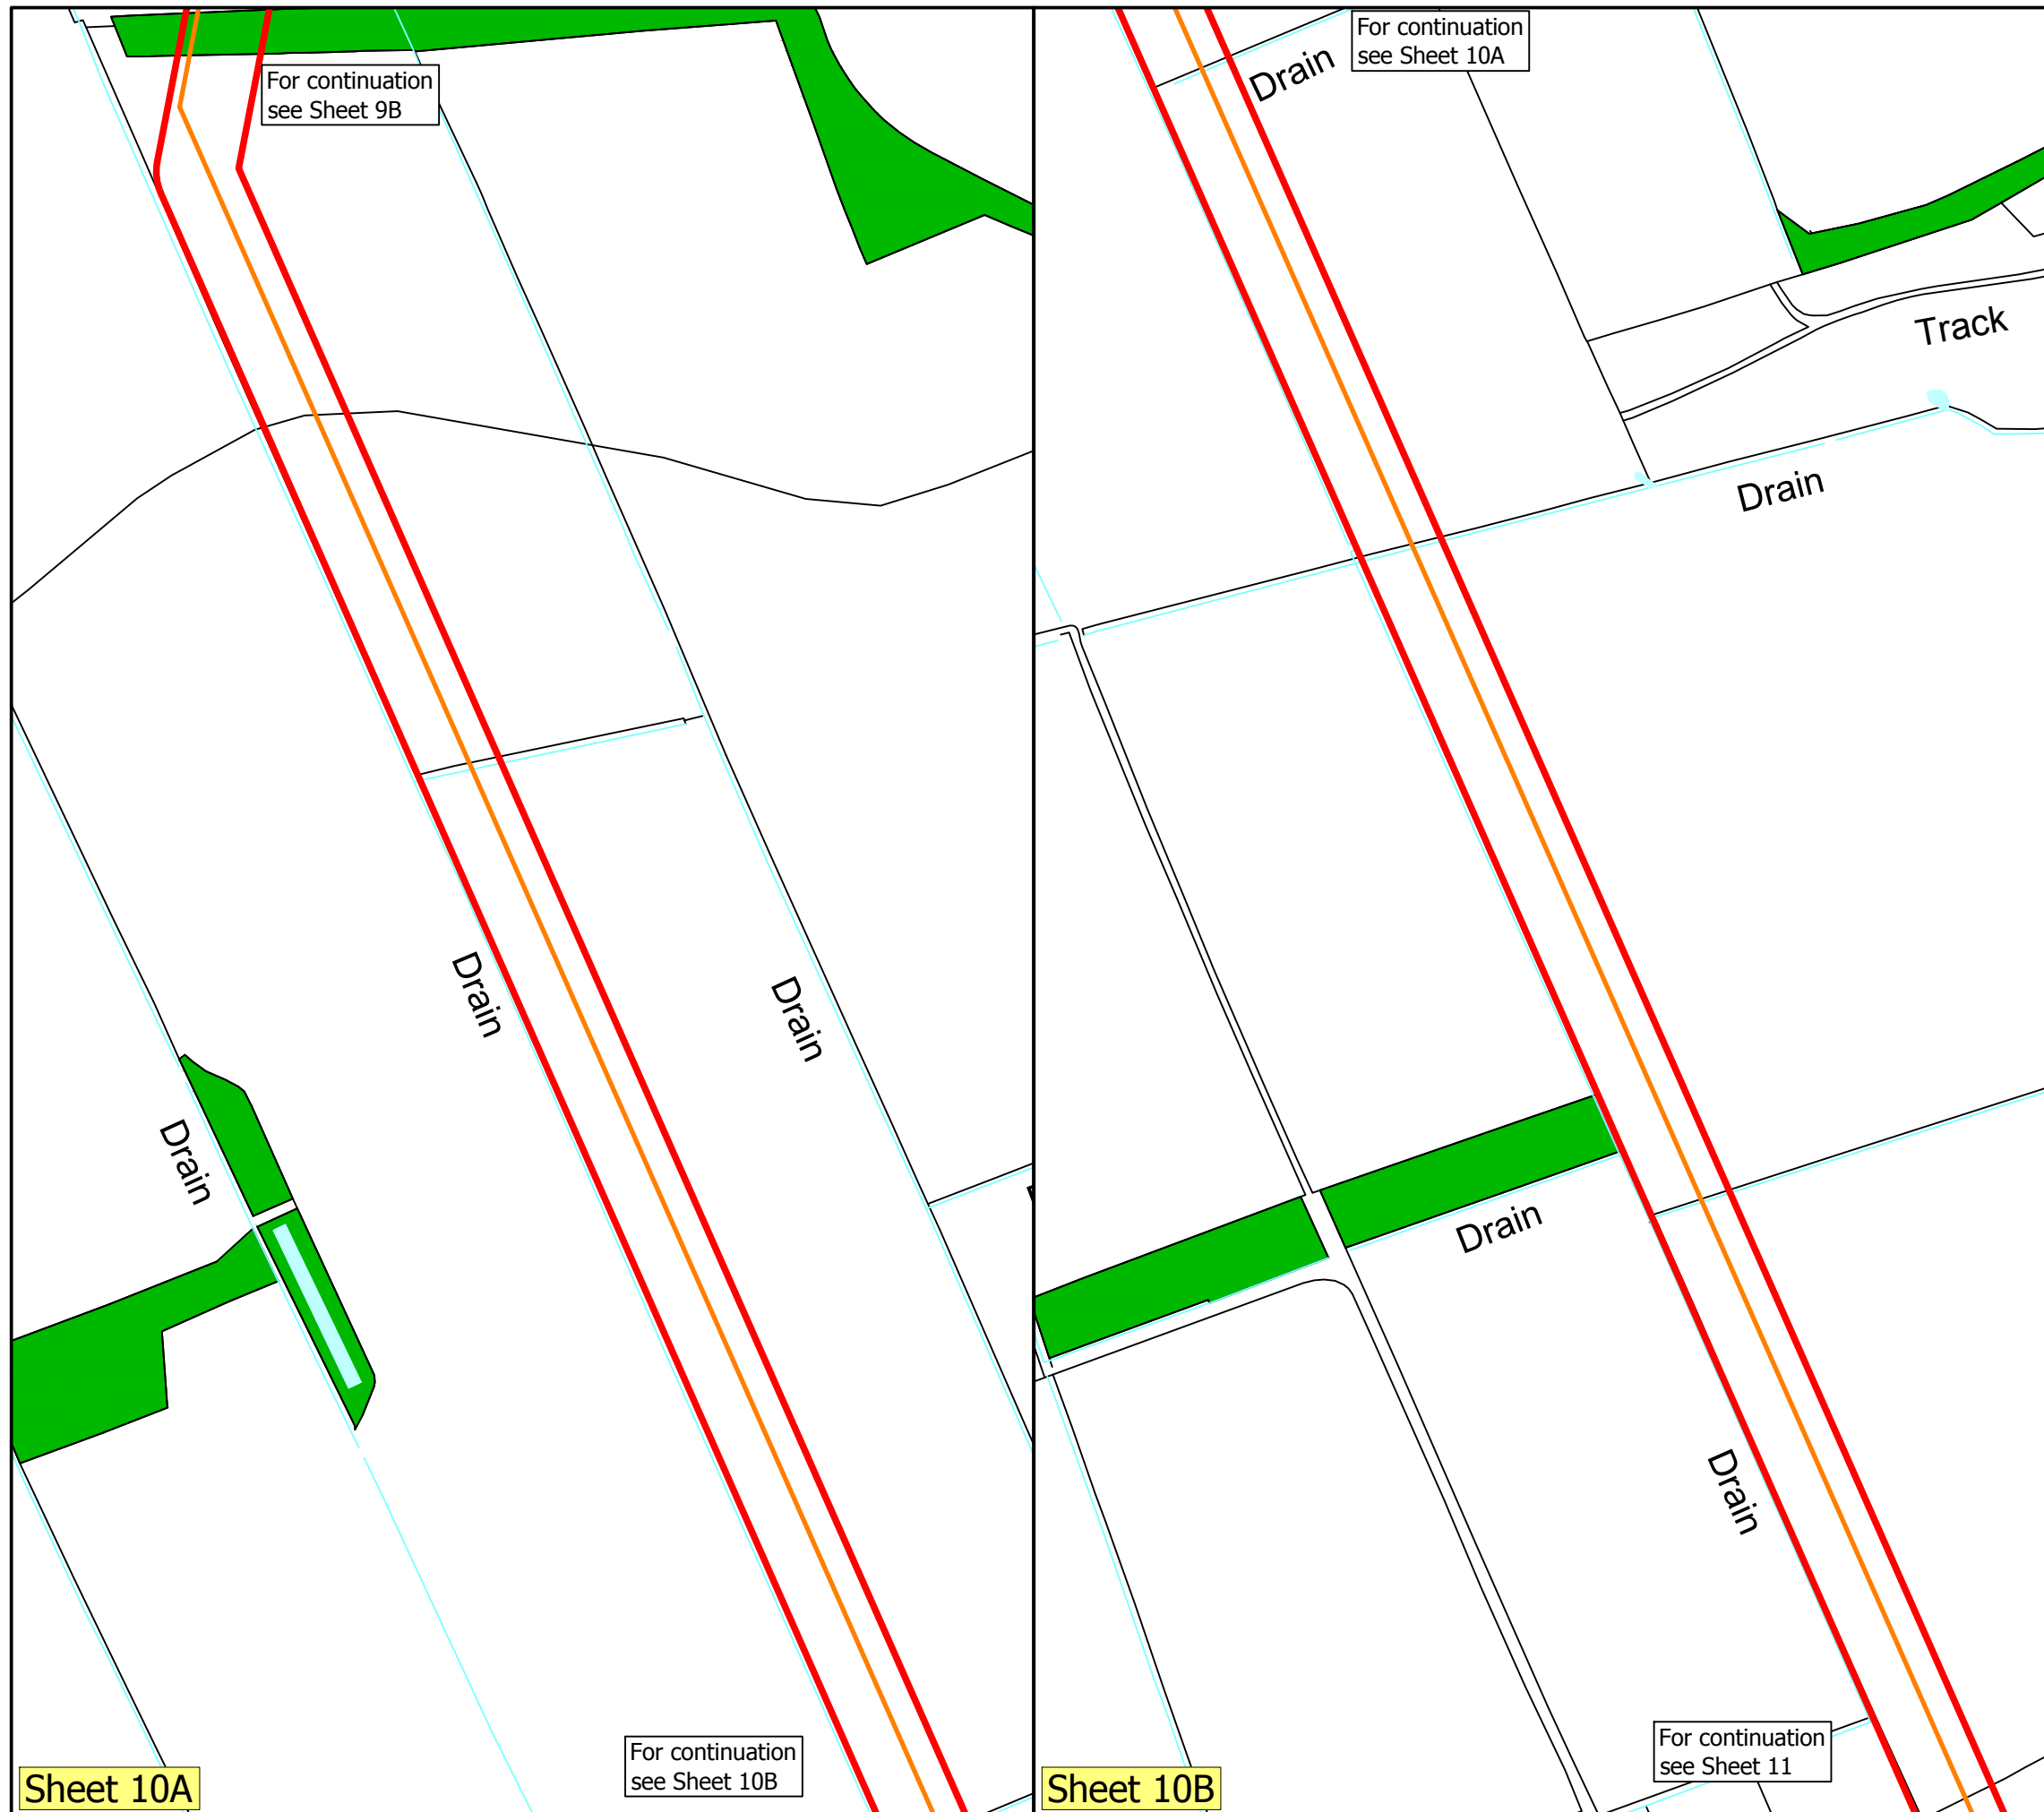 For continuation
see Sheet 9B
Drain
Drain
Drain
For continuation
see Sheet 10B
Sheet 10A
For continuation
see Sheet 10A
Drain
Track
Drain
Drain
Drain
For continuation
see Sheet 11
Sheet 10B